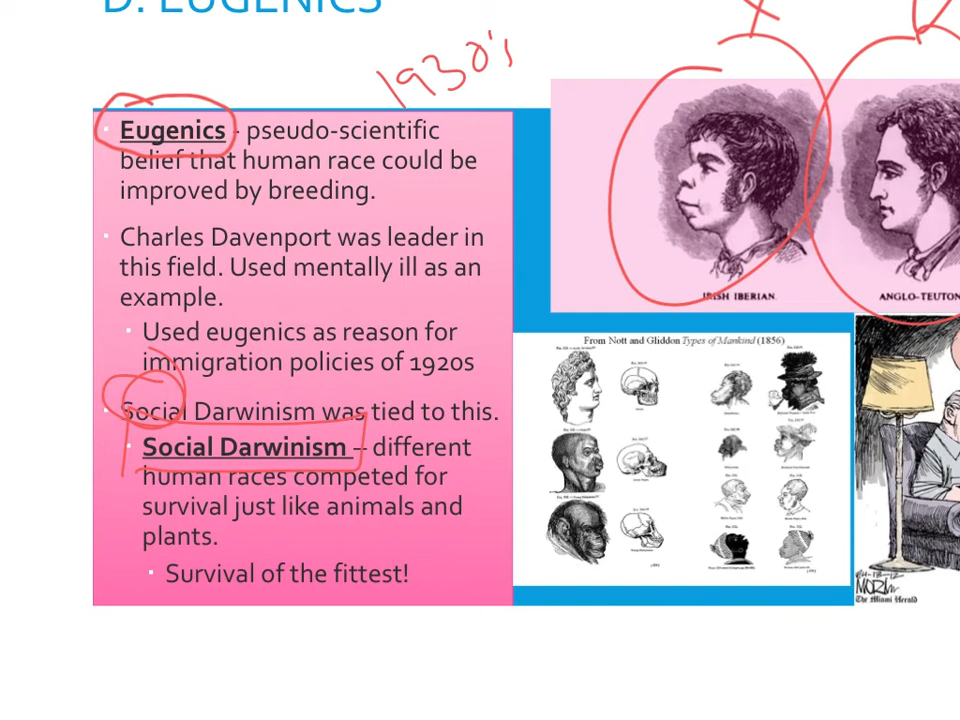 D. EUGENICS
1930's
Eugenics - pseudo-scientific
belief that human race could be
improved by breeding.
Charles Davenport was leader in
this field. Used mentally ill as an
example.
Used eugenics as reason for
immigration policies of 1920s
Social Darwinism was tied to this.
Social Darwinism – different
human races competed for
survival just like animals and
plants.
Survival of the fittest!
IRISH IBERIAN.
ANGLO-TEUTON
From Nott and Gliddon Types of Mankind (1856)
MORIN
The Miami Herald